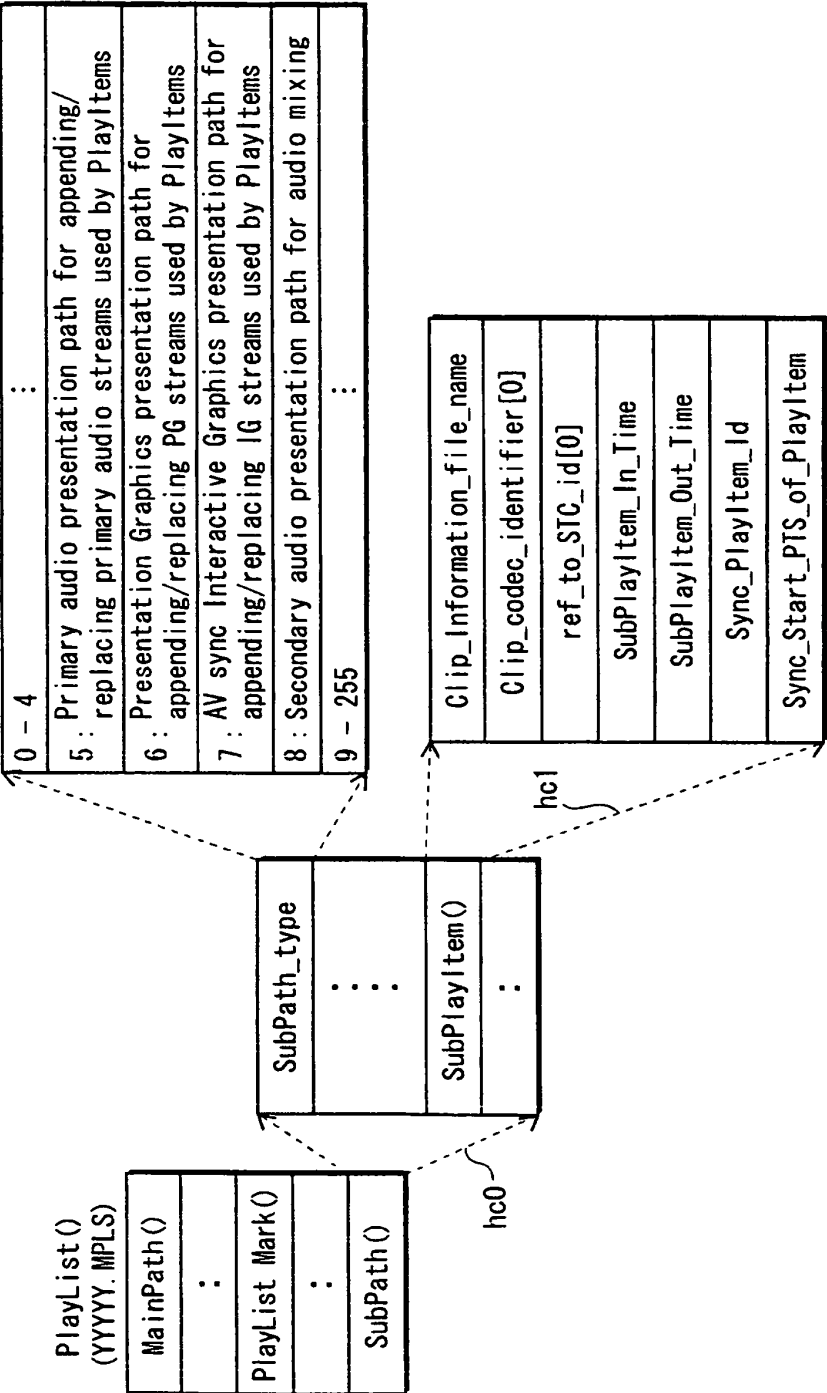 PlayList()
(YYYYY.MPLS)
MainPath()
:
PlayList Mark()
:
SubPath()
hc0
SubPath_type
....
SubPlayItem()
:
hc1
0 - 4 :
5 : Primary audio presentation path for appending/
replacing primary audio streams used by PlayItems
6 : Presentation Graphics presentation path for
appending/replacing PG streams used by PlayItems
7 : AV sync Interactive Graphics presentation path for
appending/replacing IG streams used by PlayItems
8 : Secondary audio presentation path for audio mixing
9 - 255 :
Clip_Information_file_name
Clip_codec_identifier[0]
ref_to_STC_id[0]
SubPlayItem_In_Time
SubPlayItem_Out_Time
Sync_PlayItem_Id
Sync_Start_PTS_of_PlayItem